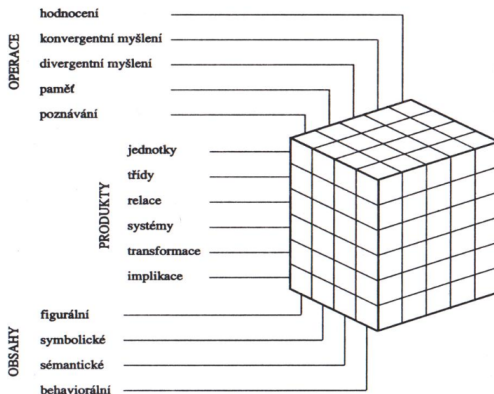 OPERACE
hodnocení
konvergentní myšlení
divergentní myšlení
paměť
poznávání
PRODUKTY
jednotky
třídy
relace
systémy
transformace
implikace
OBSAHY
figurální
symbolické
sémantické
behaviorální